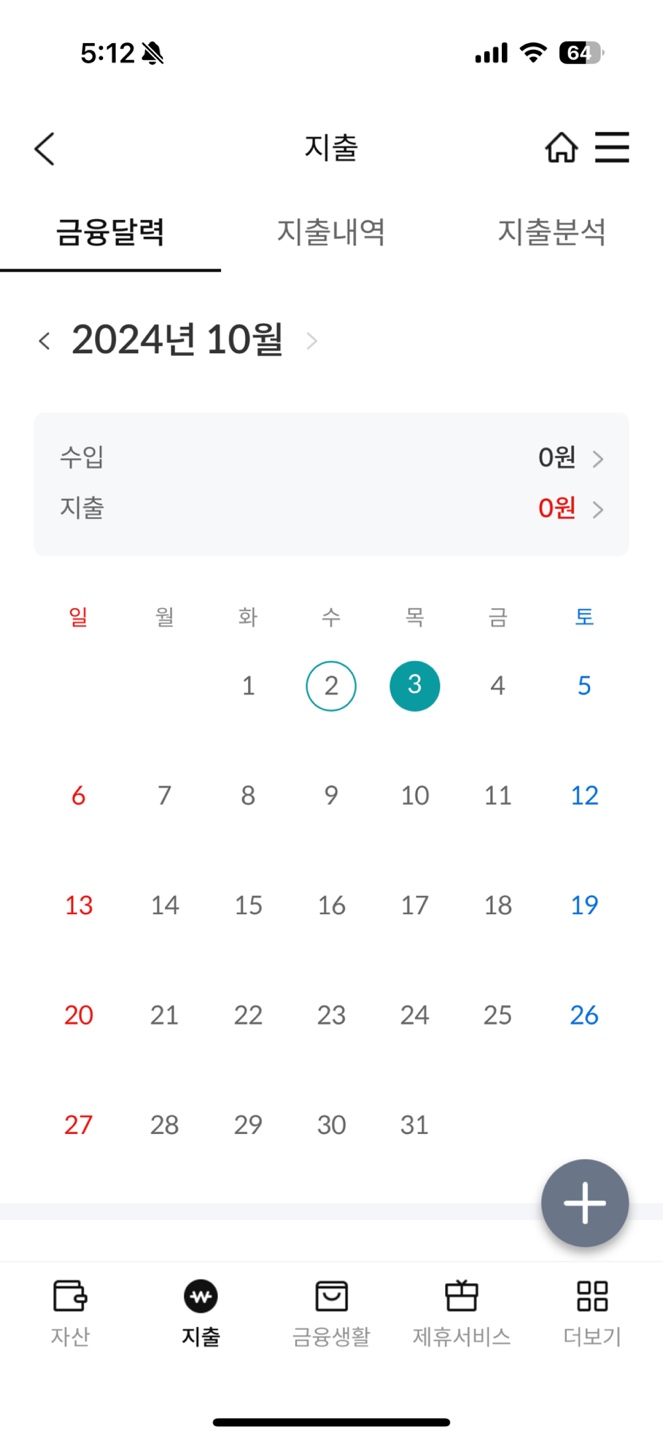 5:12 64
지출
금융달력 지출내역 지출분석
2024년 10월
수입 0원
지출 0원
일 월 화 수 목 금 토
1 2 3 4 5
6 7 8 9 10 11 12
13 14 15 16 17 18 19
20 21 22 23 24 25 26
27 28 29 30 31
자산 지출 금융생활 제휴서비스 더보기